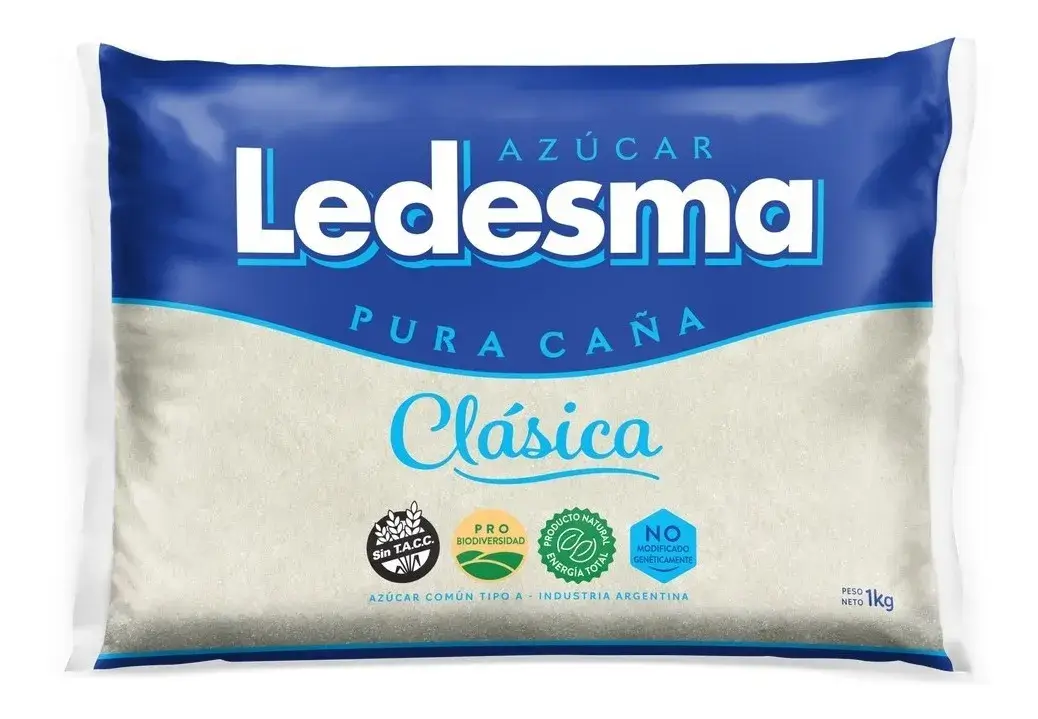 AZÚCAR
Ledesma
PURA CAÑA
Clásica
Sin T.A.C.C.
PRO
BIODIVERSIDAD
PRODUCTO NATURAL
ENERGÍA TOTAL
NO
MODIFICADO
GENÉTICAMENTE
AZÚCAR COMÚN TIPO A - INDUSTRIA ARGENTINA
PESO
NETO 1kg